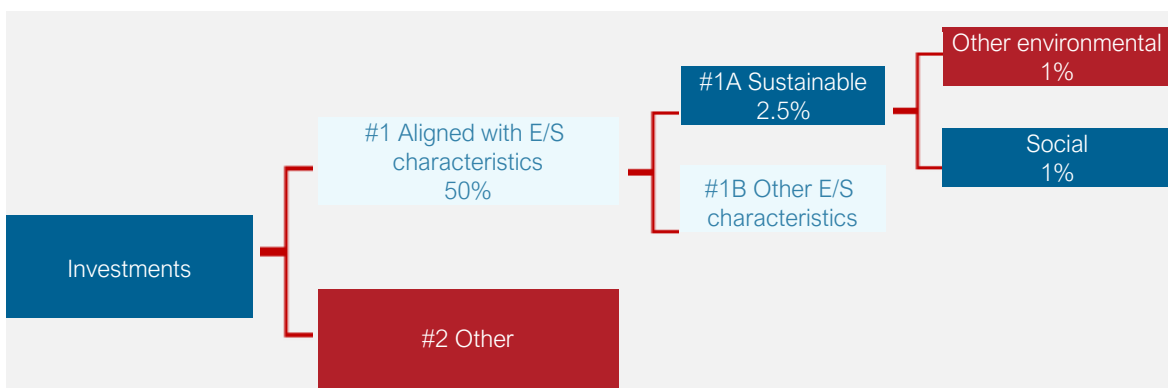 Other environmental
1%
#1A Sustainable
2.5%
#1 Aligned with E/S
characteristics
50%
Social
1%
#1B Other E/S
characteristics
Investments
#2 Other